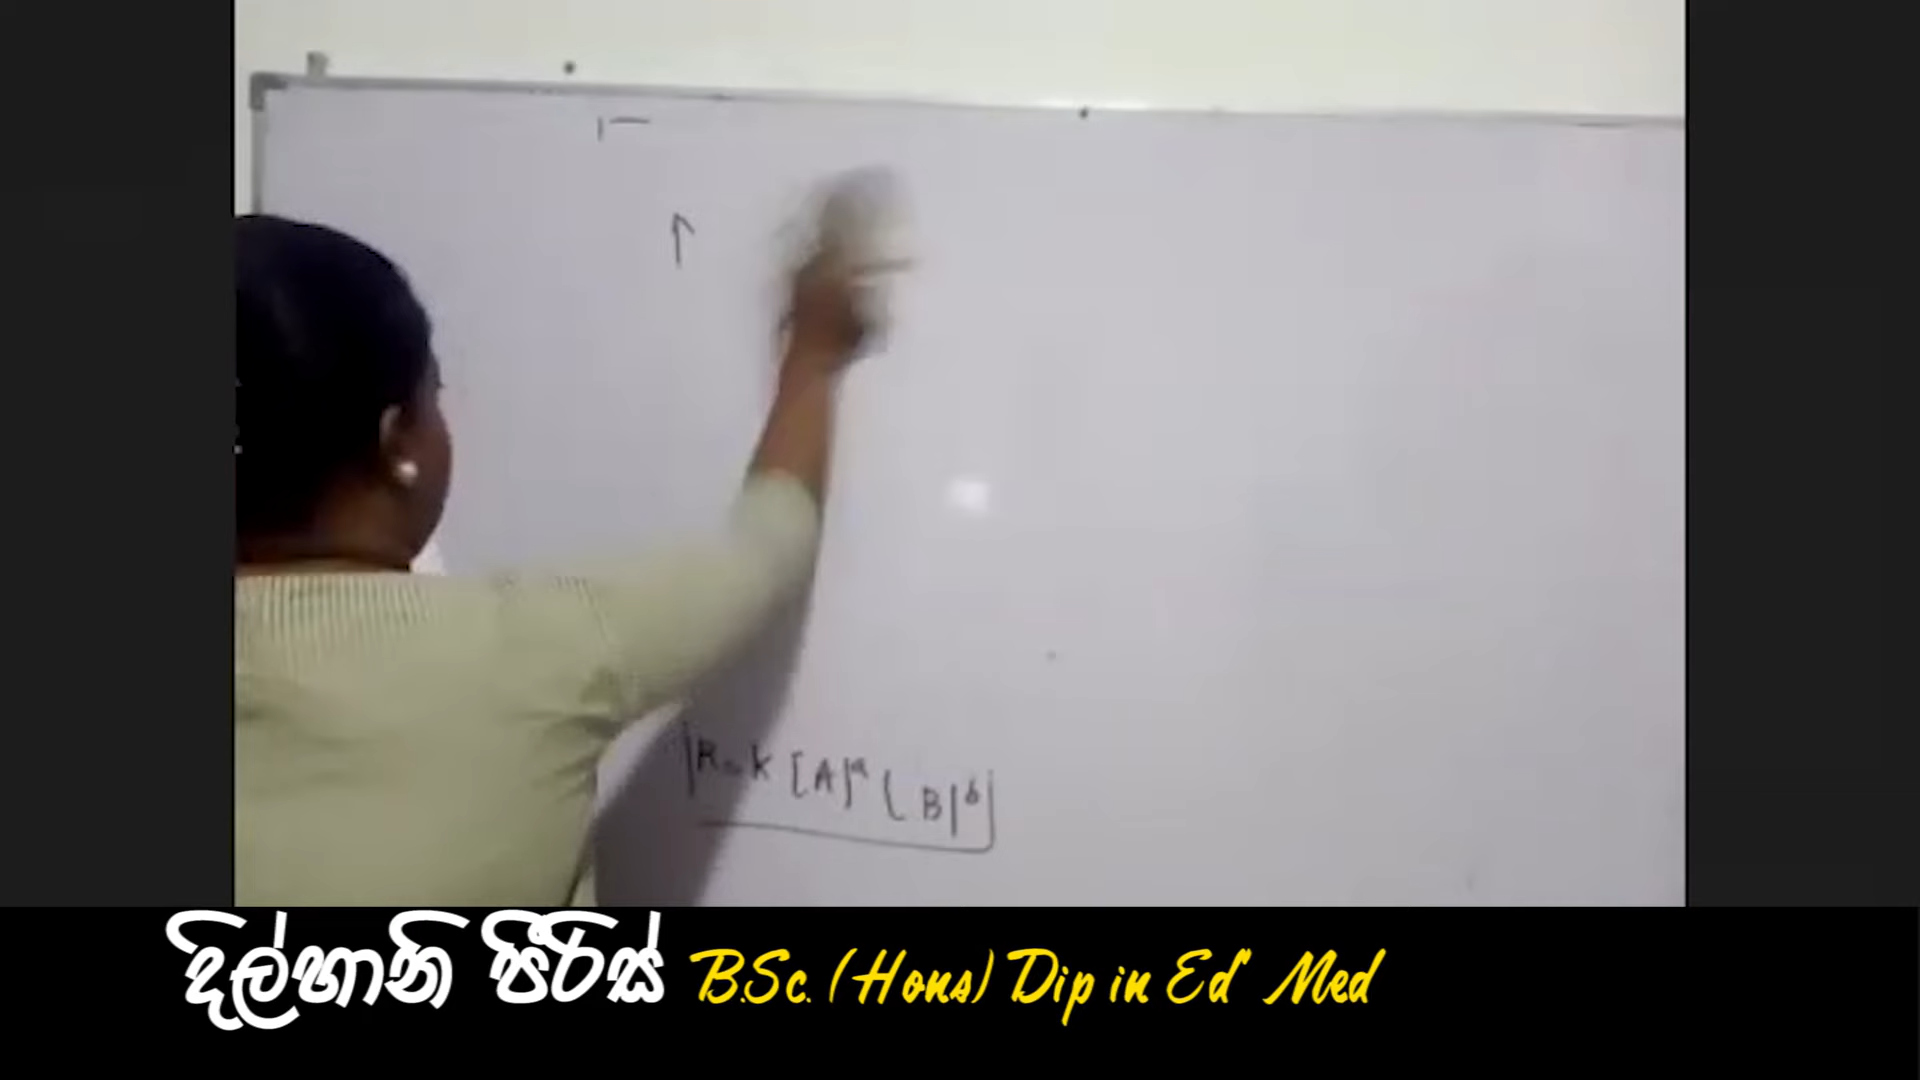 R = k [A]ᵃ [B]ᵇ
දිල්හානි පීරිස් B.Sc. (Hons) Dip in Ed Med